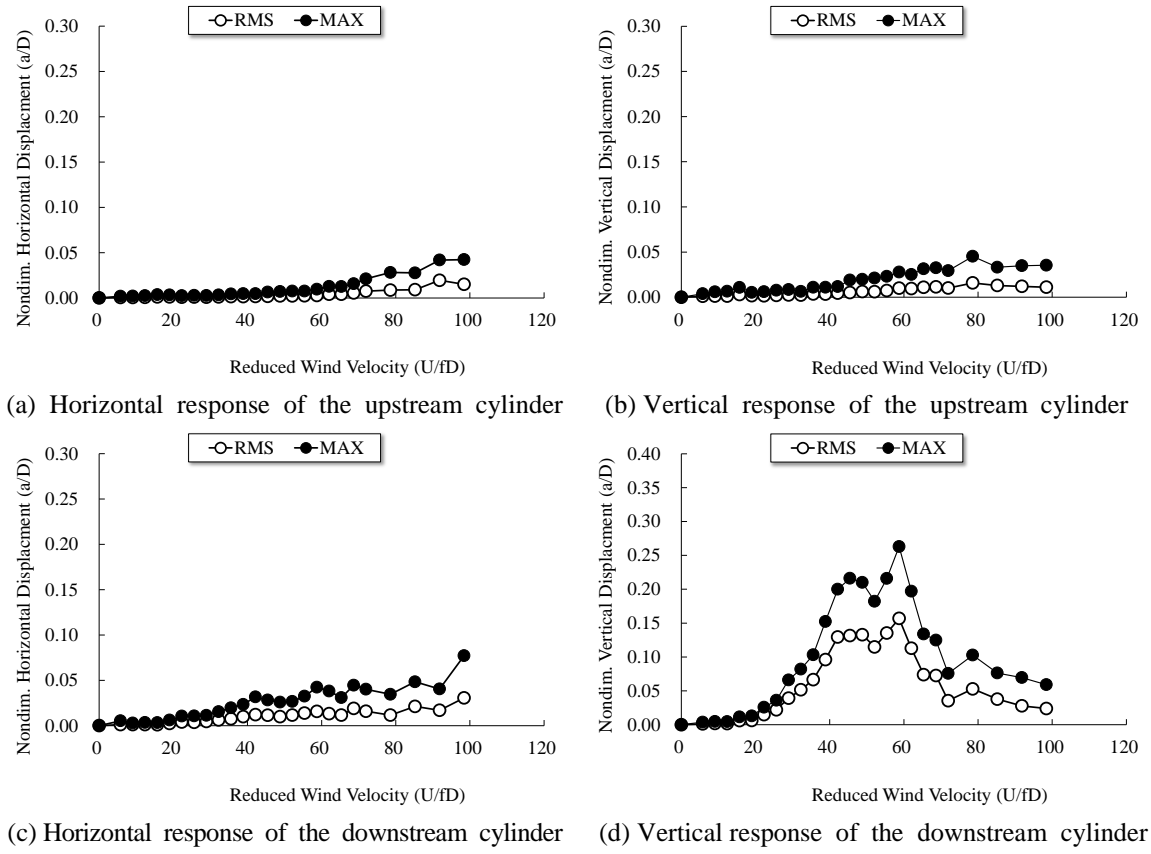 RMS MAX
0.30
0.25
0.20
0.15
0.10
0.05
0.00
Nondim. Horizontal Displacment (a/D)
0 20 40 60 80 100 120
Reduced Wind Velocity (U/fD)
(a) Horizontal response of the upstream cylinder
RMS MAX
0.30
0.25
0.20
0.15
0.10
0.05
0.00
Nondim. Vertical Displacment (a/D)
0 20 40 60 80 100 120
Reduced Wind Velocity (U/fD)
(b) Vertical response of the upstream cylinder
RMS MAX
0.30
0.25
0.20
0.15
0.10
0.05
0.00
Nondim. Horizontal Displacment (a/D)
0 20 40 60 80 100 120
Reduced Wind Velocity (U/fD)
(c) Horizontal response of the downstream cylinder
RMS MAX
0.40
0.35
0.30
0.25
0.20
0.15
0.10
0.05
0.00
Nondim. Vertical Displacment (a/D)
0 20 40 60 80 100 120
Reduced Wind Velocity (U/fD)
(d) Vertical response of the downstream cylinder